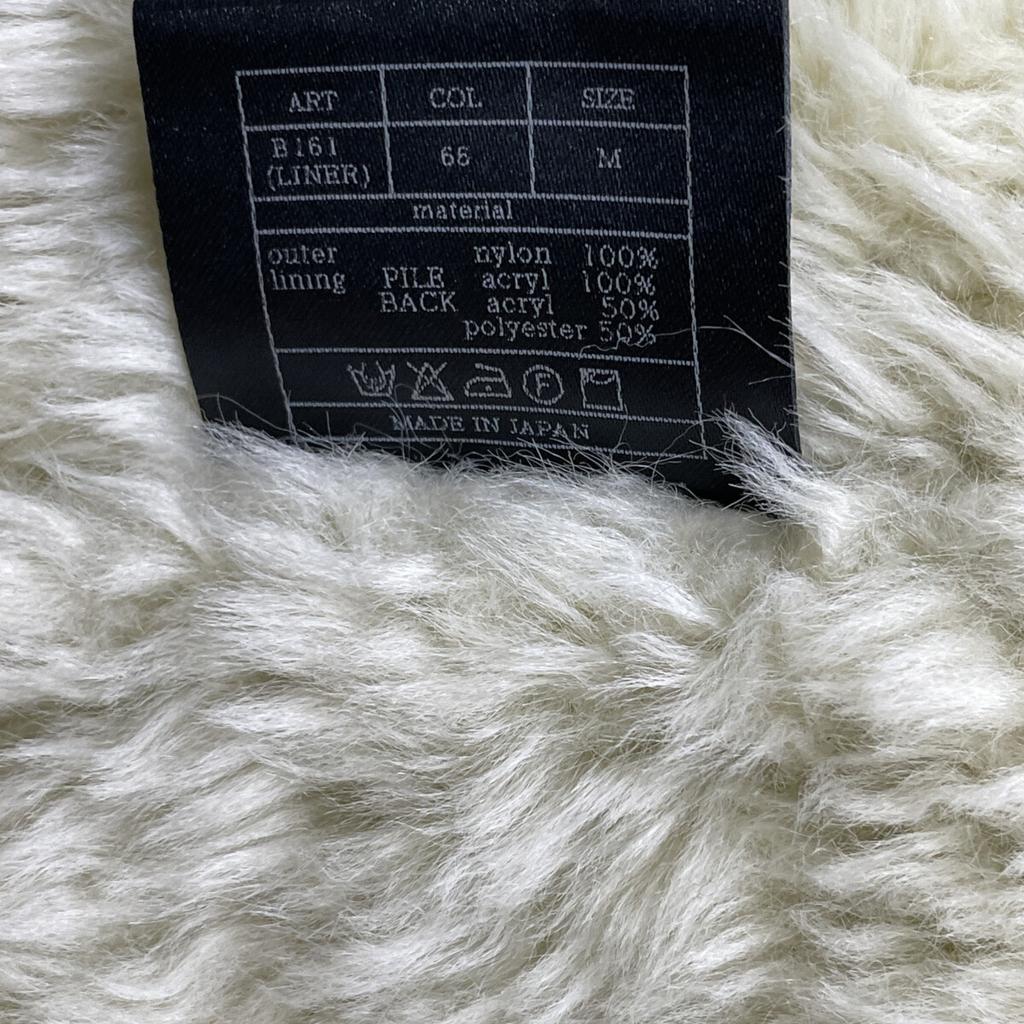 ART COL SIZE
B161 66 M
(LINER)
material
outer nylon 100%
lining PILE acryl 100%
BACK acryl 50%
polyester 50%
F
MADE IN JAPAN